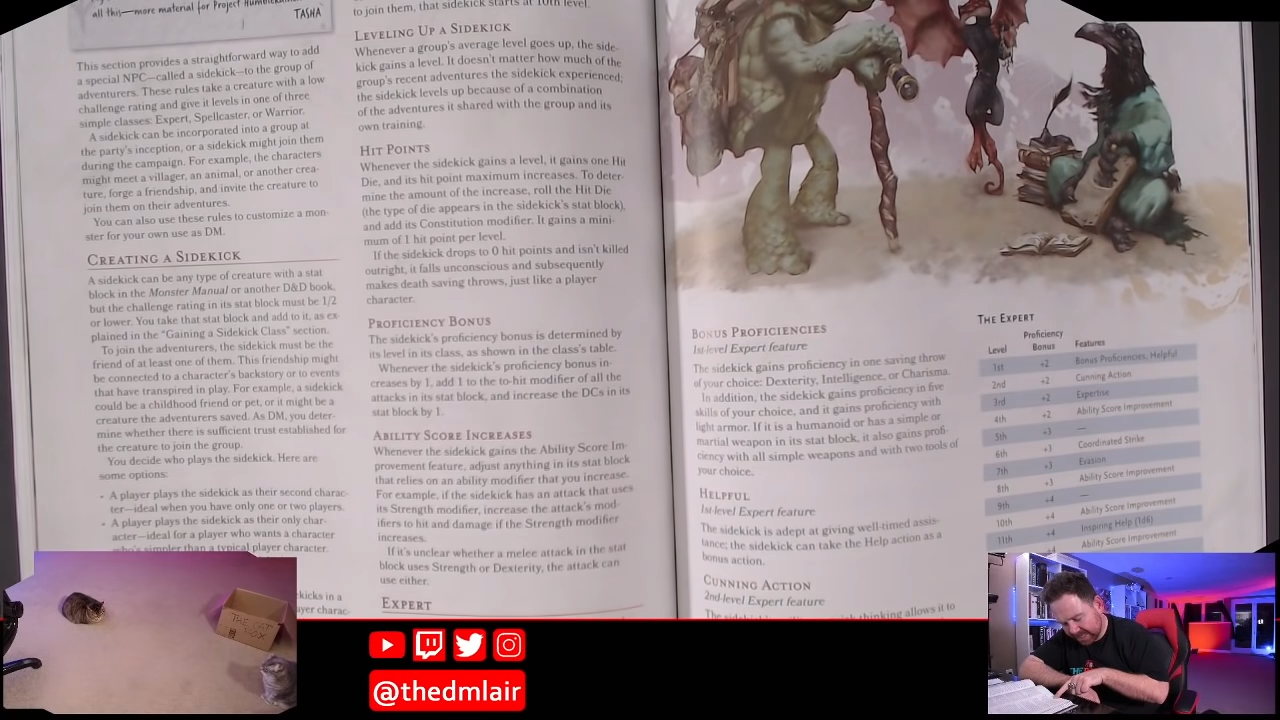 all this—more material for Project
TASHA
This section provides a straightforward way to add
a special NPC—called a sidekick—to the group of
adventurers. These rules take a creature with a low
challenge rating and give it levels in one of three
simple classes: Expert, Spellcaster, or Warrior.
A sidekick can be incorporated into a group at
the party's inception, or a sidekick might join them
during the campaign. For example, the characters
might meet a villager, an animal, or another crea-
ture, forge a friendship, and invite the creature to
join them on their adventures.
You can also use these rules to customize a mon-
ster for your own use as DM.
CREATING A SIDEKICK
A sidekick can be any type of creature with a stat
block in the Monster Manual or another D&D book,
but the challenge rating in its stat block must be 1/2
or lower. You take that stat block and add to it, as ex-
plained in the "Gaining a Sidekick Class" section.
To join the adventurers, the sidekick must be the
friend of at least one of them. This friendship might
be connected to a character's backstory or to events
that have transpired in play. For example, a sidekick
could be a childhood friend or pet, or it might be a
creature the adventurers saved. As DM, you deter-
mine whether there is sufficient trust established for
the creature to join the group.
You decide who plays the sidekick. Here are
some options:
• A player plays the sidekick as their second charac-
ter—ideal when you have only one or two players.
• A player plays the sidekick as their only char-
acter—ideal for a player who wants a character
who's simpler than a typical player character.
kicks in a
ayer charac-
to join them, that sidekick starts at 10th level.
LEVELING UP A SIDEKICK
Whenever a group's average level goes up, the side-
kick gains a level. It doesn't matter how much of the
group's recent adventures the sidekick experienced;
the sidekick levels up because of a combination
of the adventures it shared with the group and its
own training.
HIT POINTS
Whenever the sidekick gains a level, it gains one Hit
Die, and its hit point maximum increases. To deter-
mine the amount of the increase, roll the Hit Die
(the type of die appears in the sidekick's stat block),
and add its Constitution modifier. It gains a mini-
mum of 1 hit point per level.
If the sidekick drops to 0 hit points and isn't killed
outright, it falls unconscious and subsequently
makes death saving throws, just like a player
character.
PROFICIENCY BONUS
The sidekick's proficiency bonus is determined by
its level in its class, as shown in the class's table.
Whenever the sidekick's proficiency bonus in-
creases by 1, add 1 to the to-hit modifier of all the
attacks in its stat block, and increase the DCs in its
stat block by 1.
ABILITY SCORE INCREASES
Whenever the sidekick gains the Ability Score Im-
provement feature, adjust anything in its stat block
that relies on an ability modifier that you increase.
For example, if the sidekick has an attack that uses
its Strength modifier, increase the attack's mod-
ifiers to hit and damage if the Strength modifier
increases.
If it's unclear whether a melee attack in the stat
block uses Strength or Dexterity, the attack can
use either.
EXPERT
BONUS PROFICIENCIES
1st-level Expert feature
The sidekick gains proficiency in one saving throw
of your choice: Dexterity, Intelligence, or Charisma.
In addition, the sidekick gains proficiency in five
skills of your choice, and it gains proficiency with
light armor. If it is a humanoid or has a simple or
martial weapon in its stat block, it also gains profi-
ciency with all simple weapons and with two tools of
your choice.
HELPFUL
1st-level Expert feature
The sidekick is adept at giving well-timed assis-
tance; the sidekick can take the Help action as a
bonus action.
CUNNING ACTION
2nd-level Expert feature
thinking allows it to
THE EXPERT
Level Proficiency Bonus Features
1st +2 Bonus Proficiencies, Helpful
2nd +2 Cunning Action
3rd +2 Expertise
4th +2 Ability Score Improvement
5th +3 —
6th +3 Coordinated Strike
7th +3 Evasion
8th +3 Ability Score Improvement
9th +4 —
10th +4 Ability Score Improvement
11th +4 Inspiring Help (1d6)
+4 Ability Score Improvement
THE CAT
BOX
@thedmlair